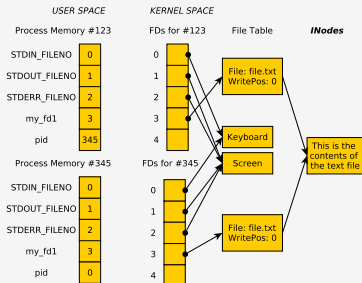 USER SPACE
KERNEL SPACE
Process Memory #123
FDs for #123
File Table
INodes
STDIN_FILENO 0
STDOUT_FILENO 1
STDERR_FILENO 2
my_fd1 3
pid 345
0
1
2
3
4
File: file.txt
WritePos: 0
Keyboard
Screen
This is the
contents of
the text file
Process Memory #345
FDs for #345
STDIN_FILENO 0
STDOUT_FILENO 1
STDERR_FILENO 2
my_fd1 3
pid 0
0
1
2
3
4
File: file.txt
WritePos: 0